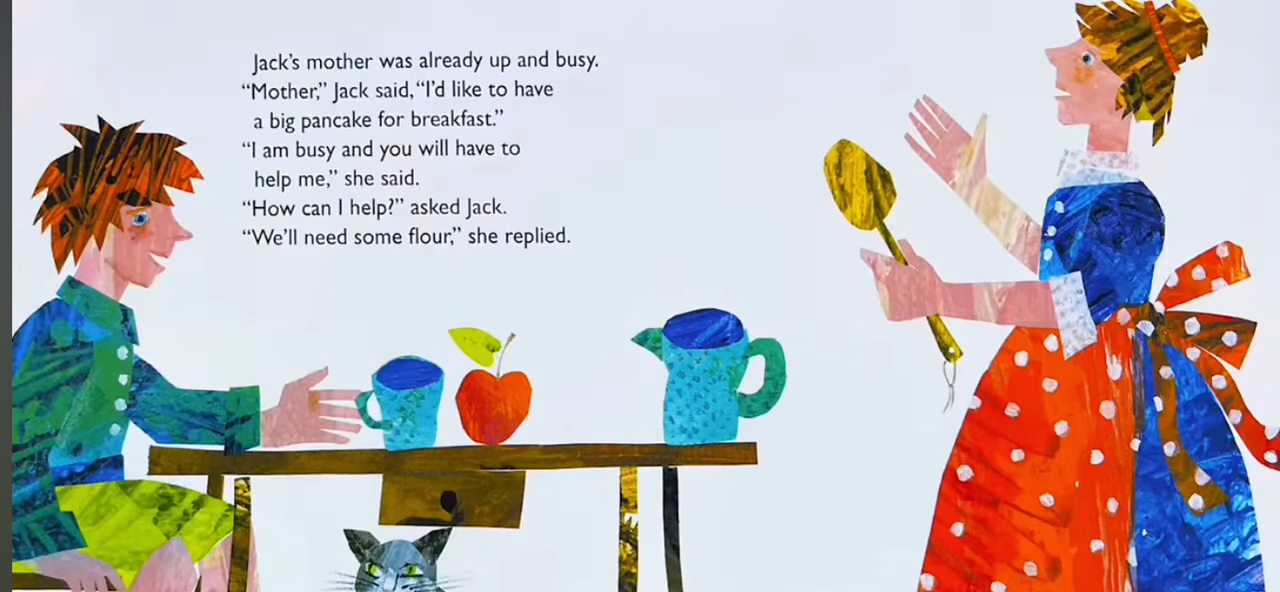 Jack's mother was already up and busy.
“Mother,” Jack said, “I'd like to have
a big pancake for breakfast.”
“I am busy and you will have to
help me,” she said.
“How can I help?” asked Jack.
“We'll need some flour,” she replied.